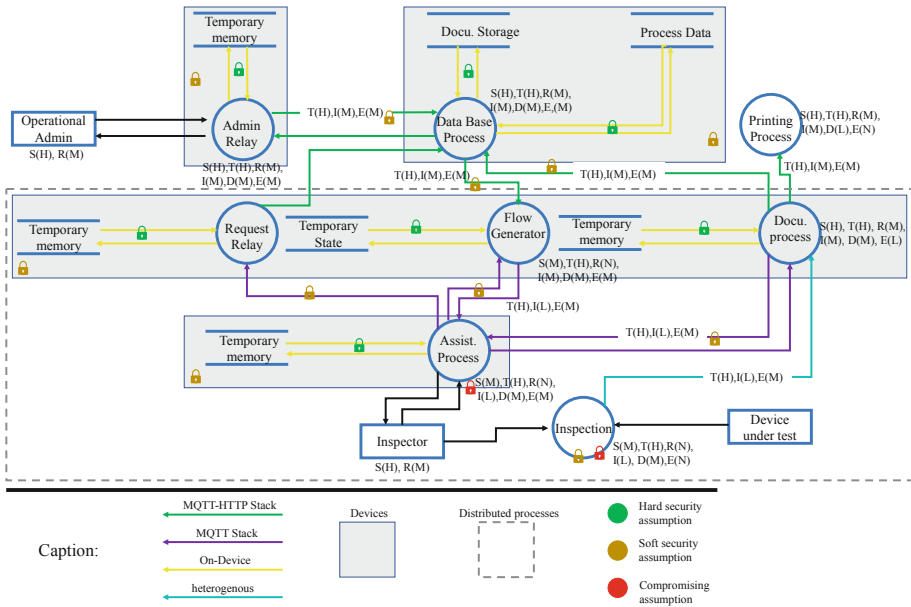 Temporary
memory
Docu. Storage
Process Data
S(H),T(H),R(M),
I(M),D(M),E,(M)
Operational
Admin
S(H), R(M)
Admin
Relay
T(H),I(M),E(M)
Data Base
Process
Printing
Process
S(H),T(H),R(M),
I(M),D(L),E(N)
S(H),T(H),R(M),
I(M),D(M),E(M)
T(H),I(M),E(M)
T(H),I(M),E(M)
T(H),I(M),E(M)
Temporary
memory
Request
Relay
Temporary
State
Flow
Generator
Temporary
memory
Docu.
process
S(H), T(H), R(M),
I(M), D(M), E(L)
S(M),T(H),R(N),
I(M),D(M),E(M)
T(H),I(L),E(M)
Temporary
memory
Assist.
Process
T(H),I(L),E(M)
S(M),T(H),R(N),
I(L),D(M),E(M)
T(H),I(L),E(M)
Inspector
S(H), R(M)
Inspection
S(M),T(H),R(N)
I(L), D(M),E(N)
Device
under test
Caption:
MQTT-HTTP Stack
MQTT Stack
On-Device
heterogenous
Devices
Distributed processes
Hard security
assumption
Soft security
assumption
Compromising
assumption